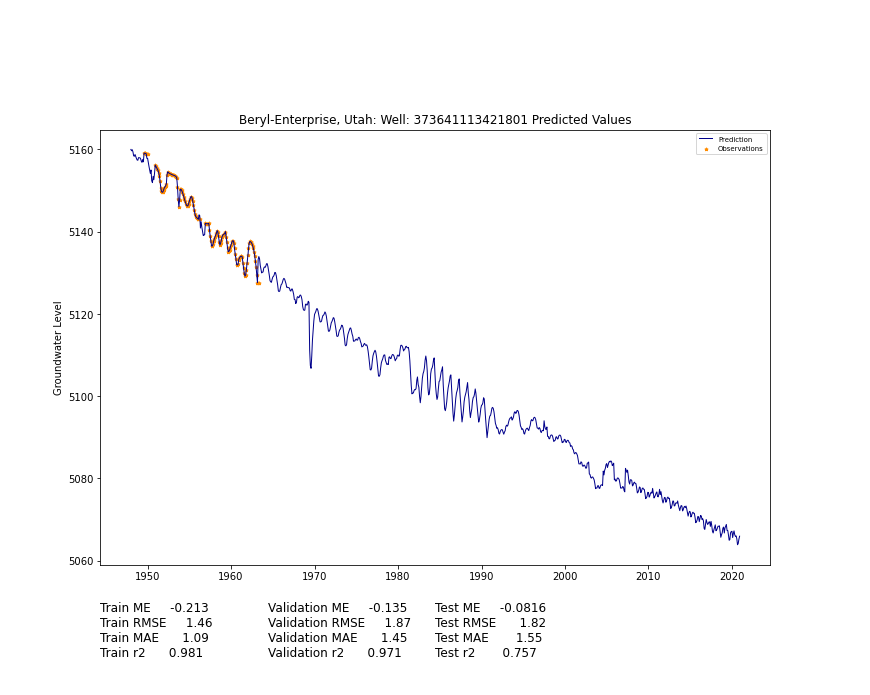 Beryl-Enterprise, Utah: Well: 373641113421801 Predicted Values
Prediction
Observations
Groundwater Level
5160
5140
5120
5100
5080
5060
1950 1960 1970 1980 1990 2000 2010 2020
Train ME -0.213 Validation ME -0.135 Test ME -0.0816
Train RMSE 1.46 Validation RMSE 1.87 Test RMSE 1.82
Train MAE 1.09 Validation MAE 1.45 Test MAE 1.55
Train r2 0.981 Validation r2 0.971 Test r2 0.757